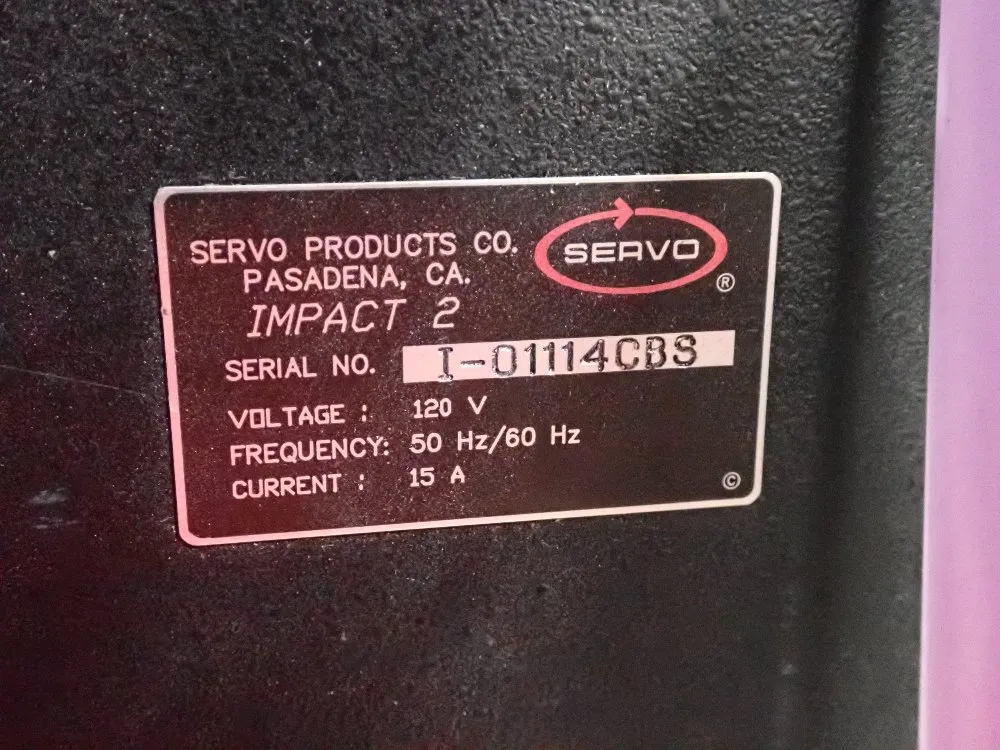 SERVO PRODUCTS CO.
PASADENA, CA.
SERVO
®
IMPACT 2
SERIAL NO. I-01114CBS
VOLTAGE : 120 V
FREQUENCY: 50 Hz/60 Hz
CURRENT : 15 A
©